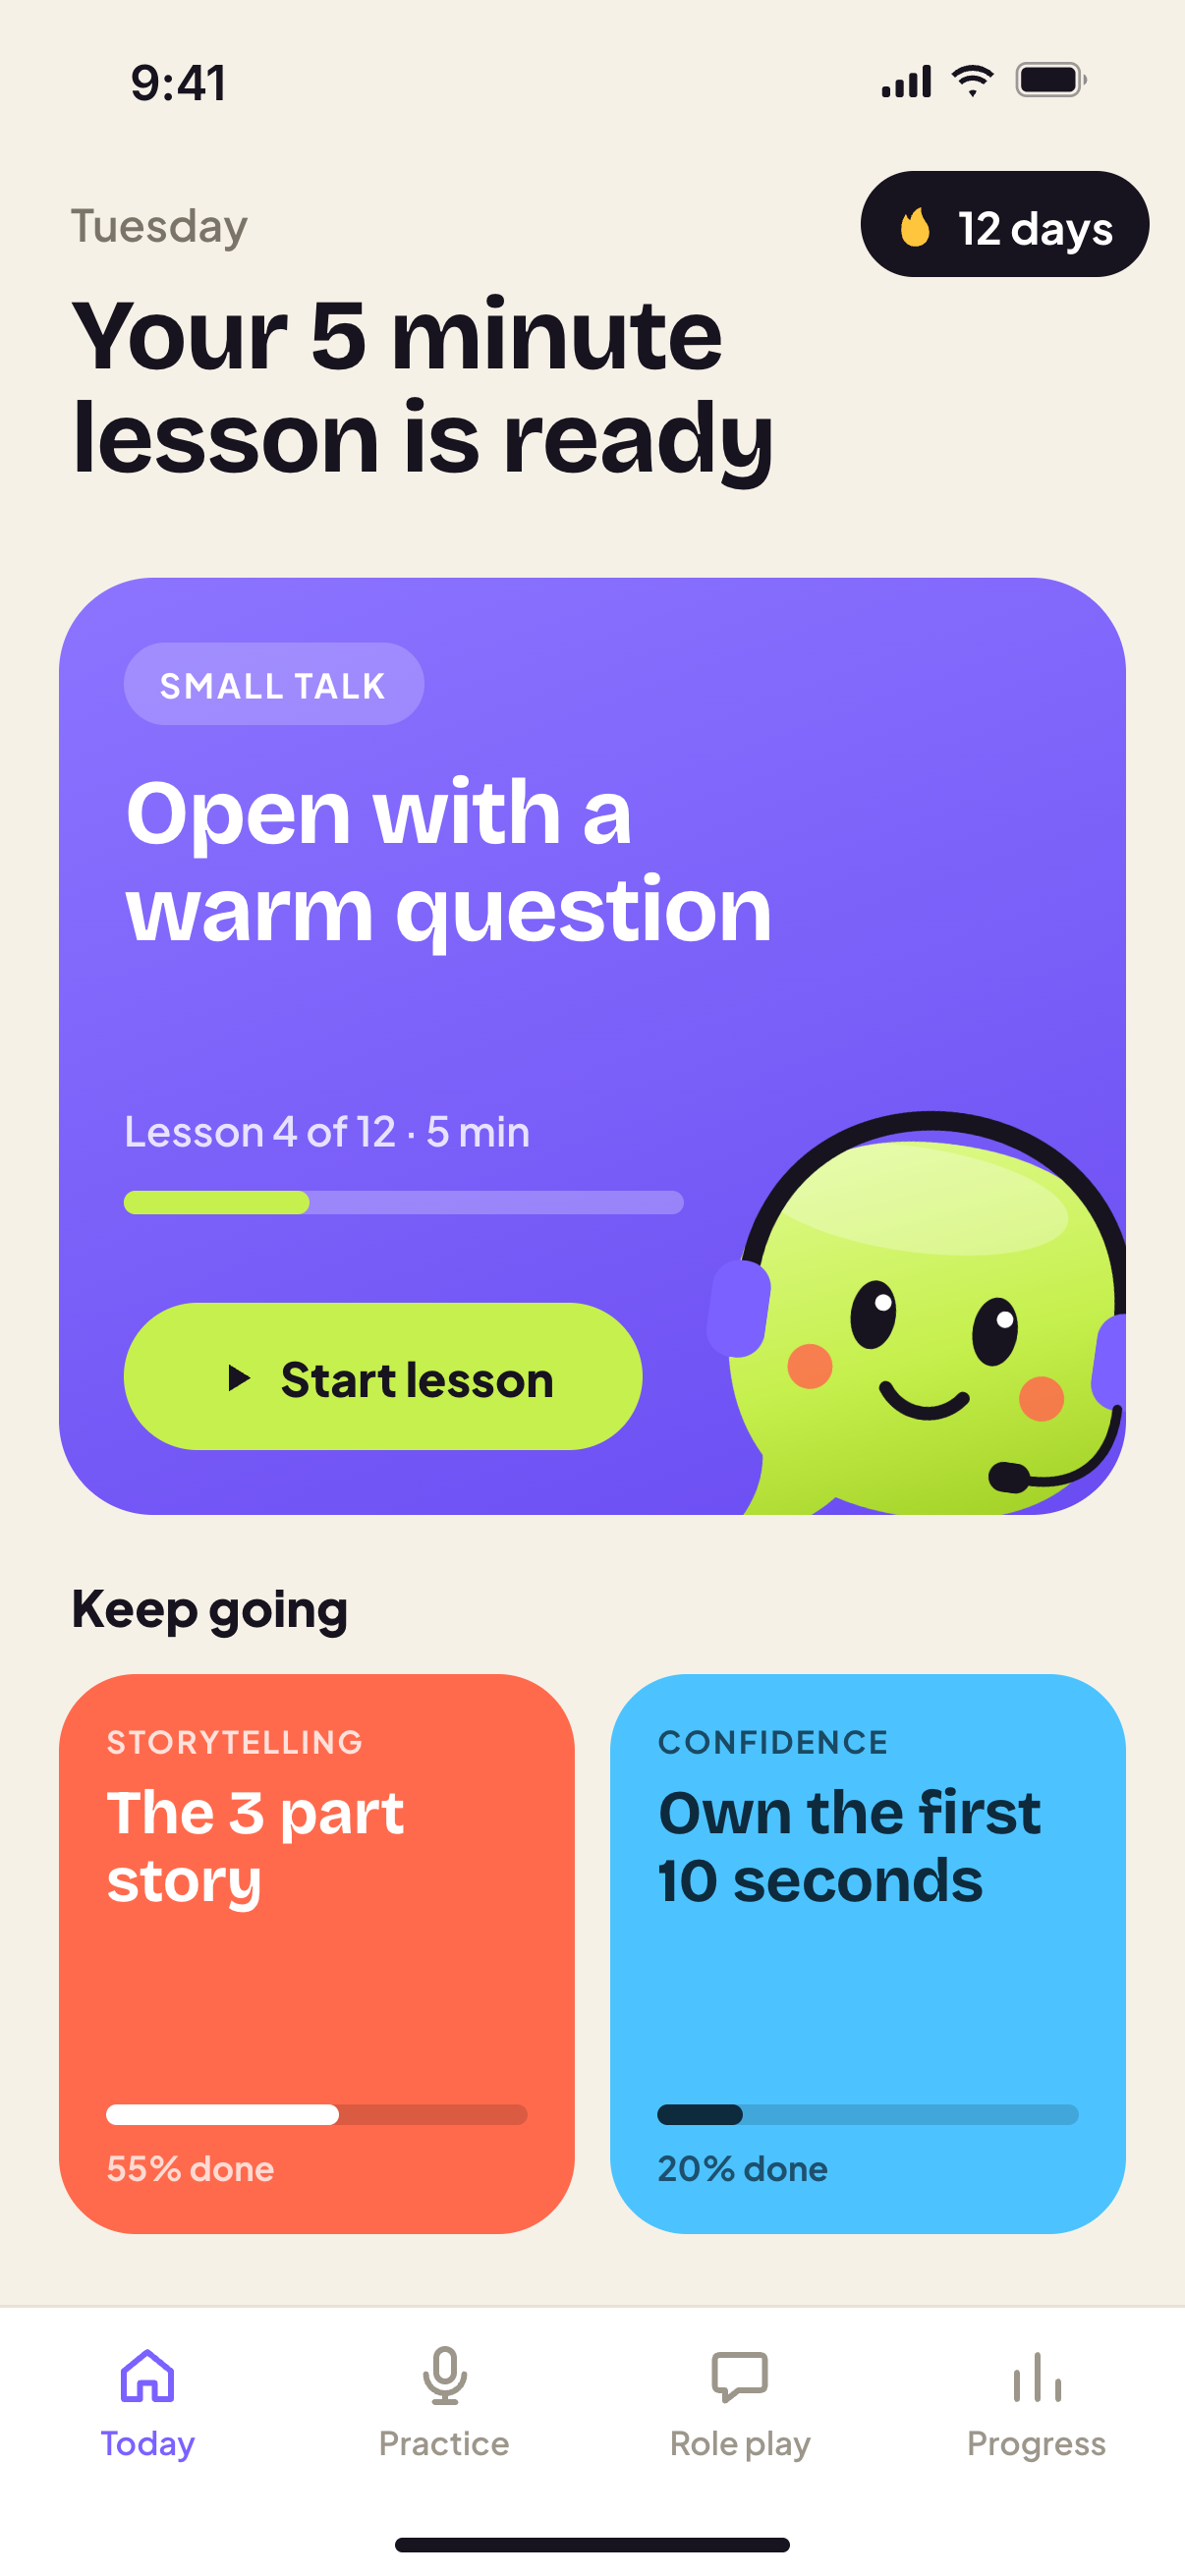 9:41
Tuesday
12 days
Your 5 minute
lesson is ready
SMALL TALK
Open with a
warm question
Lesson 4 of 12 · 5 min
Start lesson
Keep going
STORYTELLING
The 3 part
story
55% done
CONFIDENCE
Own the first
10 seconds
20% done
Today
Practice
Role play
Progress